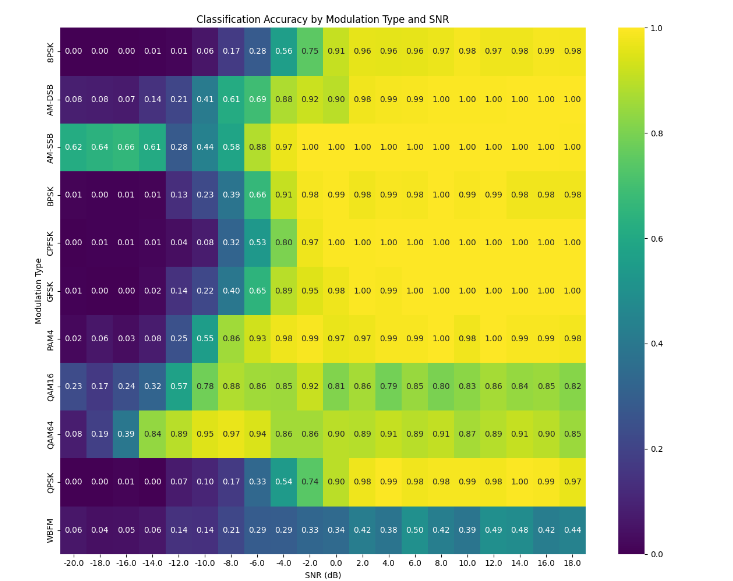 Classification Accuracy by Modulation Type and SNR
8PSK 0.00 0.00 0.00 0.01 0.01 0.06 0.17 0.28 0.56 0.75 0.91 0.96 0.96 0.96 0.97 0.98 0.97 0.98 0.99 0.98
AM-DSB 0.08 0.08 0.07 0.14 0.21 0.41 0.61 0.69 0.88 0.92 0.90 0.98 0.99 0.99 1.00 1.00 1.00 1.00 1.00 1.00
AM-SSB 0.62 0.64 0.66 0.61 0.28 0.44 0.58 0.88 0.97 1.00 1.00 1.00 1.00 1.00 1.00 1.00 1.00 1.00 1.00 1.00
BPSK 0.01 0.00 0.01 0.01 0.13 0.23 0.39 0.66 0.91 0.98 0.99 0.98 0.99 0.98 1.00 0.99 1.00 0.98 0.98 0.98
CPFSK 0.00 0.01 0.01 0.01 0.04 0.08 0.32 0.53 0.80 0.97 1.00 1.00 1.00 1.00 1.00 1.00 1.00 1.00 1.00 1.00
GFSK 0.01 0.00 0.00 0.02 0.14 0.22 0.40 0.65 0.89 0.95 0.98 1.00 0.99 1.00 1.00 1.00 1.00 1.00 1.00 1.00
PAM4 0.02 0.06 0.03 0.08 0.25 0.55 0.86 0.93 0.98 0.99 0.97 0.97 0.99 0.99 1.00 0.98 1.00 0.99 0.99 0.98
QAM16 0.23 0.17 0.24 0.32 0.57 0.78 0.88 0.86 0.85 0.92 0.81 0.86 0.79 0.85 0.80 0.83 0.86 0.84 0.85 0.82
QAM64 0.08 0.19 0.39 0.84 0.89 0.95 0.97 0.94 0.86 0.86 0.90 0.89 0.91 0.89 0.91 0.87 0.89 0.91 0.90 0.85
QPSK 0.00 0.00 0.01 0.00 0.07 0.10 0.17 0.33 0.54 0.74 0.90 0.98 0.99 0.98 0.98 0.99 0.98 1.00 0.99 0.97
WBFM 0.06 0.04 0.05 0.06 0.14 0.14 0.21 0.29 0.29 0.33 0.34 0.42 0.38 0.50 0.42 0.39 0.49 0.48 0.42 0.44
-20.0 -18.0 -16.0 -14.0 -12.0 -10.0 -8.0 -6.0 -4.0 -2.0 0.0 2.0 4.0 6.0 8.0 10.0 12.0 14.0 16.0 18.0
SNR (dB)
Modulation Type
1.0
0.8
0.6
0.4
0.2
0.0